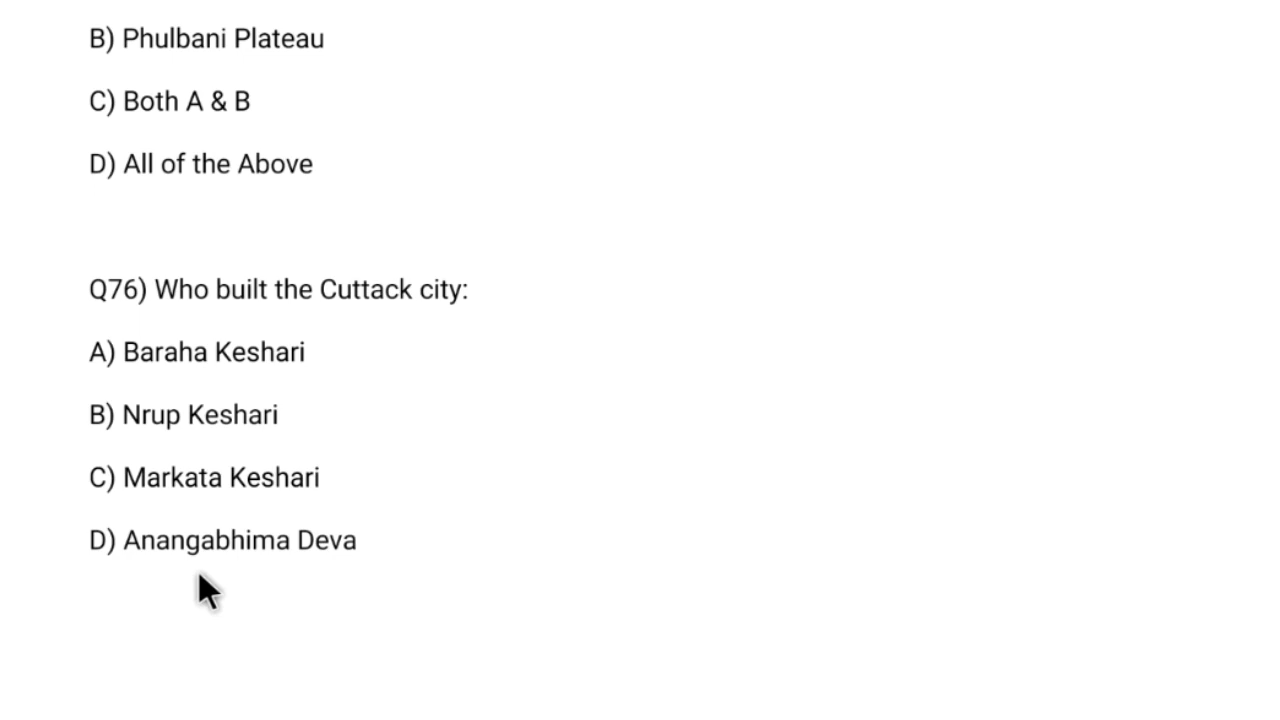 B) Phulbani Plateau
C) Both A & B
D) All of the Above
Q76) Who built the Cuttack city:
A) Baraha Keshari
B) Nrup Keshari
C) Markata Keshari
D) Anangabhima Deva